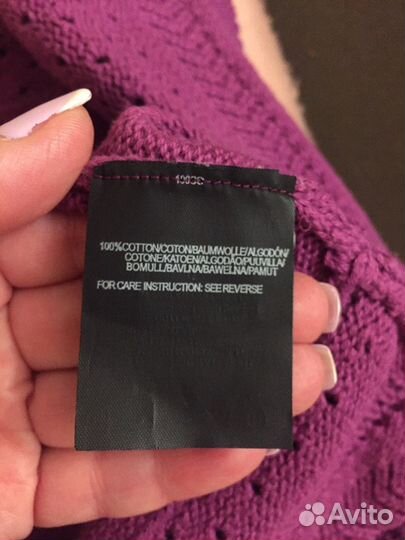 100%COTTON/COTON/BAUMWOLLE/ALGODÓN/
COTONE/KATOEN/ALGODÃO/PUUVILLA/
BOMULL/BAVLNA/BAWEŁNA/PAMUT
FOR CARE INSTRUCTION: SEE REVERSE
Avito